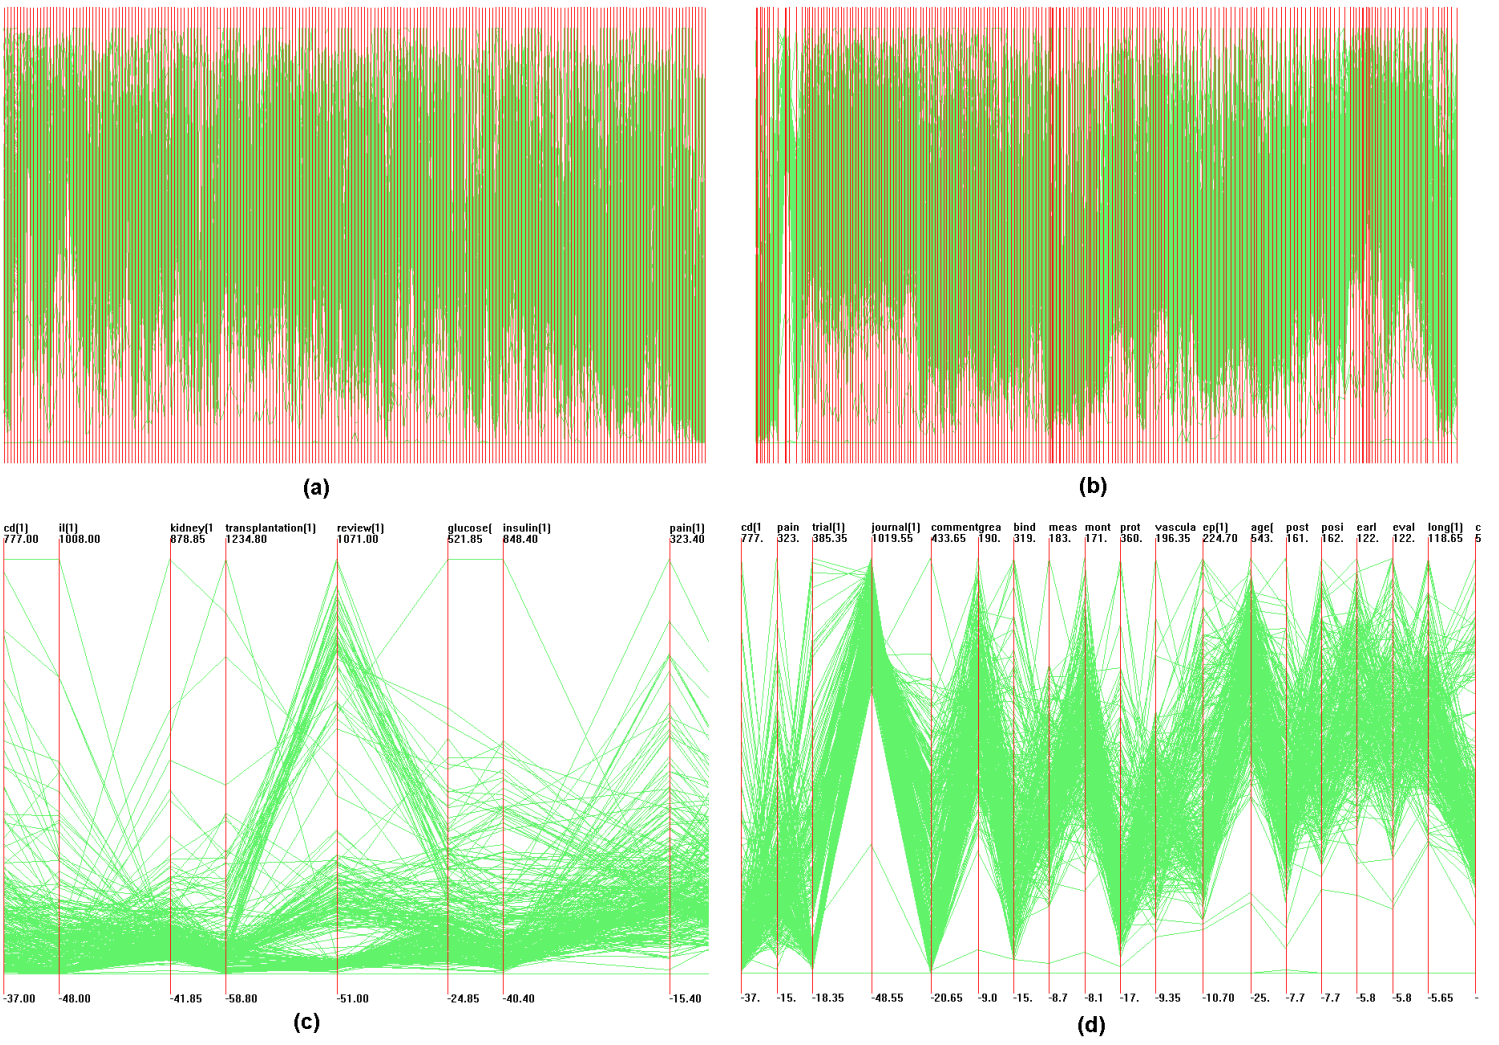 (a)
(b)
cd(1) il(1) kidney(1 transplantation(1) review(1) glucose( insulin(1) pain(1)
777.00 1008.00 878.85 1234.80 1071.00 521.85 848.40 323.40
-37.00 -48.00 -41.85 -58.80 -51.00 -24.85 -40.40 -15.40
(c)
cd(1 pain trial(1) journal(1) commentgrea bind meas mont prot vascula ep(1) age( post posi earl eval long(1) c
777. 323. 385.35 1019.55 433.65 190. 319. 183. 171. 360. 196.35 224.70 543. 161. 162. 122. 122. 118.65 5
-37. -15. -18.35 -48.55 -20.65 -9.0 -15. -8.7 -8.1 -17. -9.35 -10.70 -25. -7.7 -7.7 -5.8 -5.8 -5.65 -
(d)